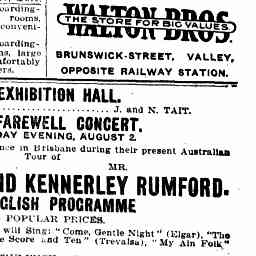 oarding-
rooms,
conveni-
oarding-
ns, large
mfortably
ers.
WALTON BROS.
THE STORE FOR BIG VALUES
BRUNSWICK-STREET, VALLEY,
OPPOSITE RAILWAY STATION.
EXHIBITION HALL.
J. and N. TAIT.
FAREWELL CONCERT,
DAY EVENING, AUGUST 2.
nce in Brisbane during their present Australian
Tour of
MR.
ND KENNERLEY RUMFORD.
GLISH PROGRAMME
POPULAR PRICES.
will Sing: "Come, Gentle Night" (Elgar), "The
e Score and Ten" (Trevalsa), "My Ain Folk"